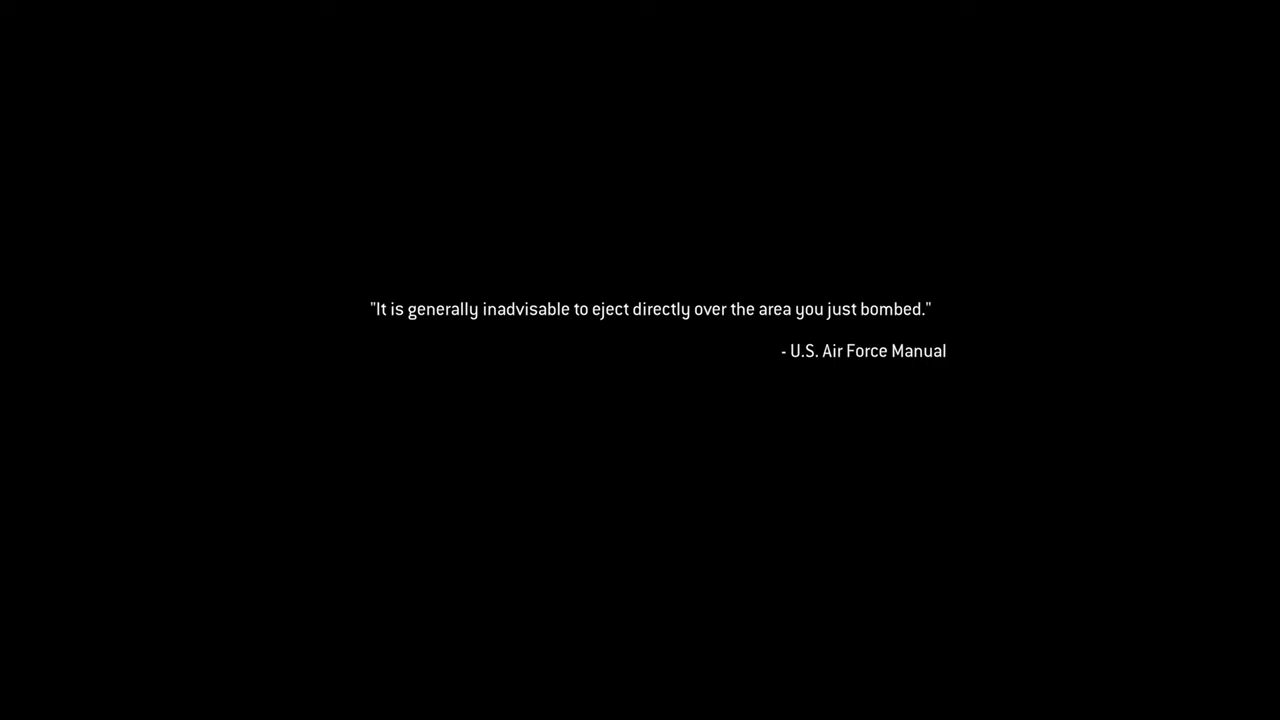 "It is generally inadvisable to eject directly over the area you just bombed."
- U.S. Air Force Manual